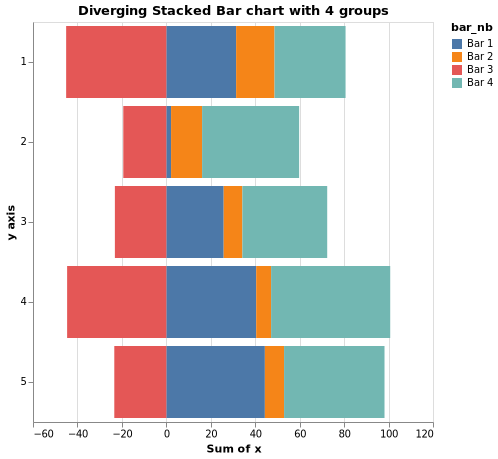 Diverging Stacked Bar chart with 4 groups
bar_nb
Bar 1
Bar 2
Bar 3
Bar 4
y axis
1
2
3
4
5
−60 −40 −20 0 20 40 60 80 100 120
Sum of x